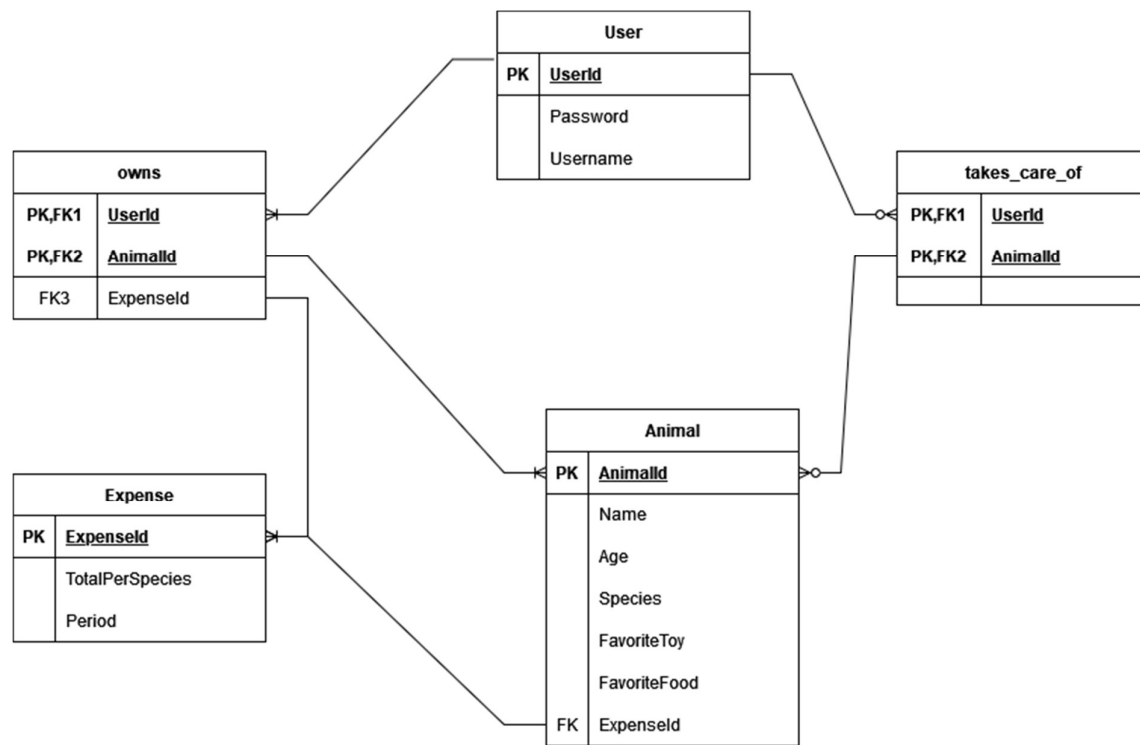 User
PK UserId
Password
Username
owns
PK,FK1 UserId
PK,FK2 AnimalId
FK3 ExpenseId
takes_care_of
PK,FK1 UserId
PK,FK2 AnimalId
Expense
PK ExpenseId
TotalPerSpecies
Period
Animal
PK AnimalId
Name
Age
Species
FavoriteToy
FavoriteFood
FK ExpenseId